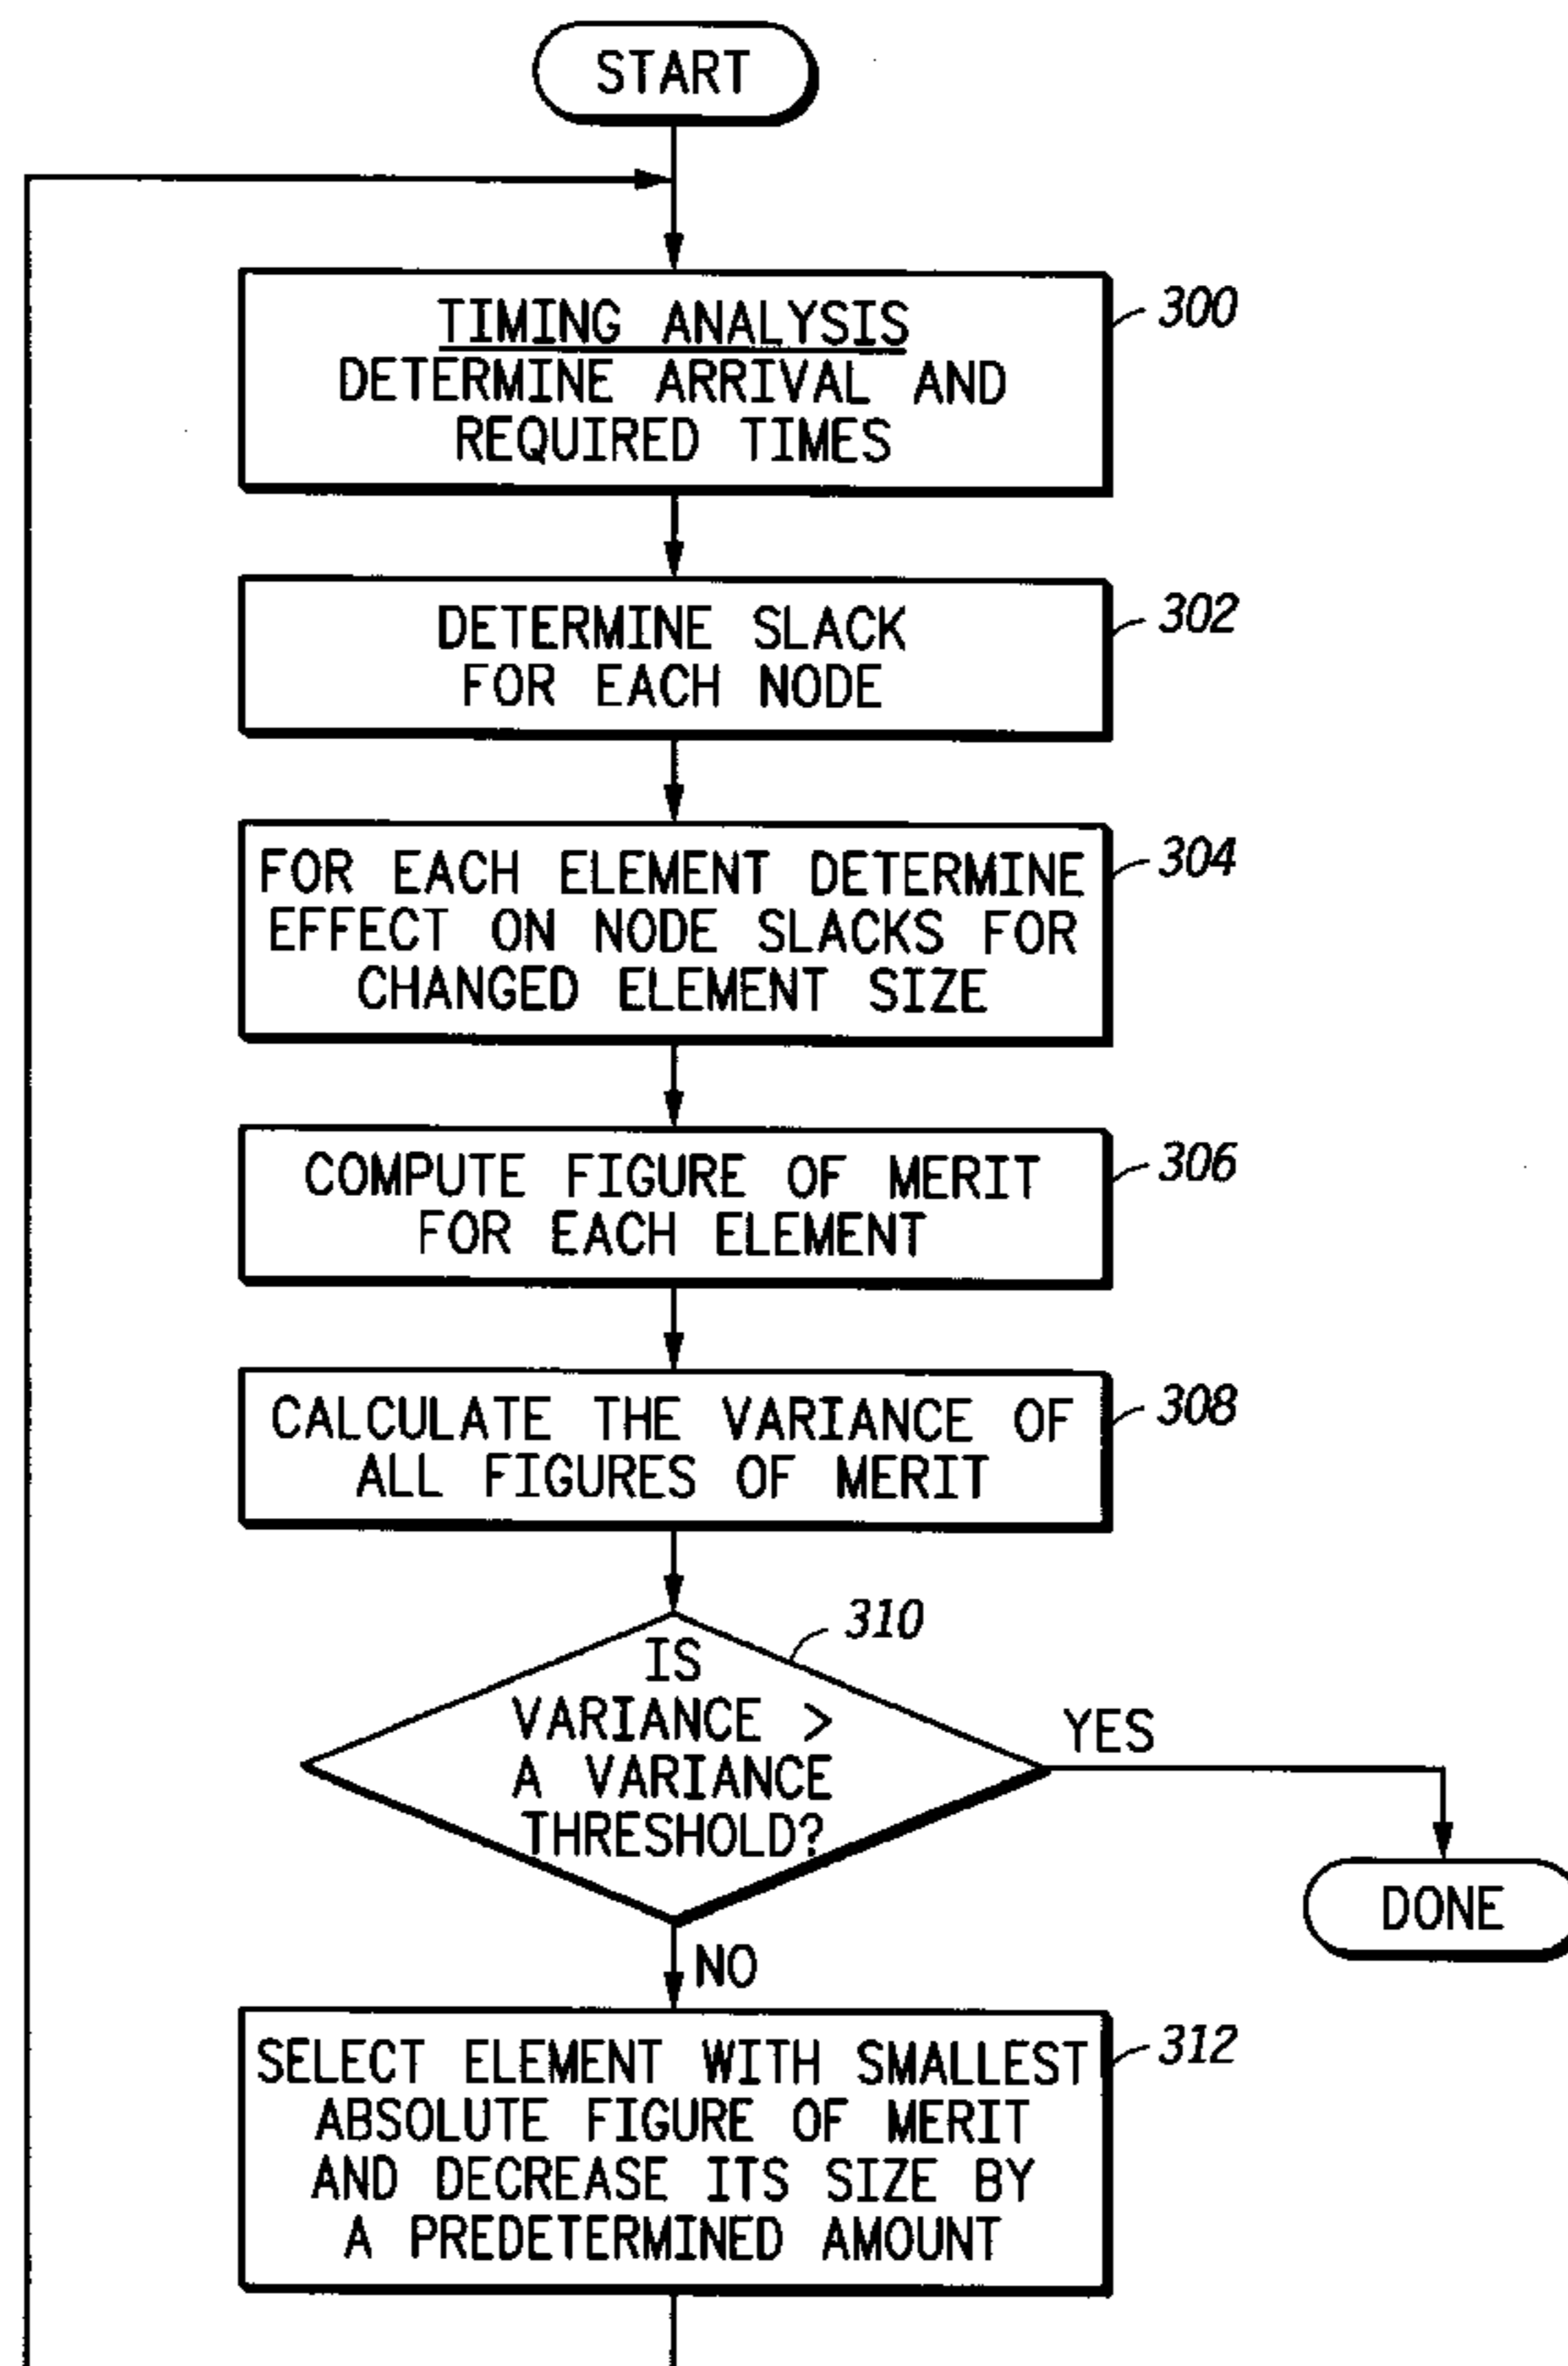 START
TIMING ANALYSIS
DETERMINE ARRIVAL AND
REQUIRED TIMES
300
DETERMINE SLACK
FOR EACH NODE
302
FOR EACH ELEMENT DETERMINE
EFFECT ON NODE SLACKS FOR
CHANGED ELEMENT SIZE
304
COMPUTE FIGURE OF MERIT
FOR EACH ELEMENT
306
CALCULATE THE VARIANCE OF
ALL FIGURES OF MERIT
308
IS
VARIANCE >
A VARIANCE
THRESHOLD?
310
YES
DONE
NO
SELECT ELEMENT WITH SMALLEST
ABSOLUTE FIGURE OF MERIT
AND DECREASE ITS SIZE BY
A PREDETERMINED AMOUNT
312